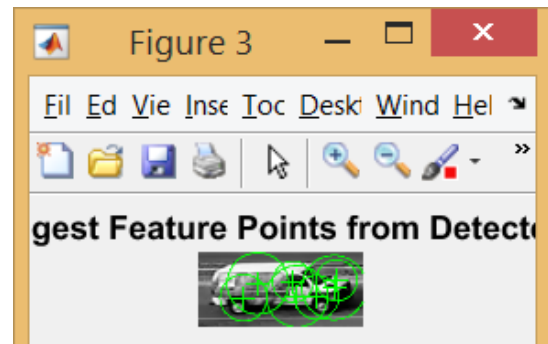 Figure 3
Fil Ed Vie Inse Toc Deskt Wind Hel
gest Feature Points from Detecte